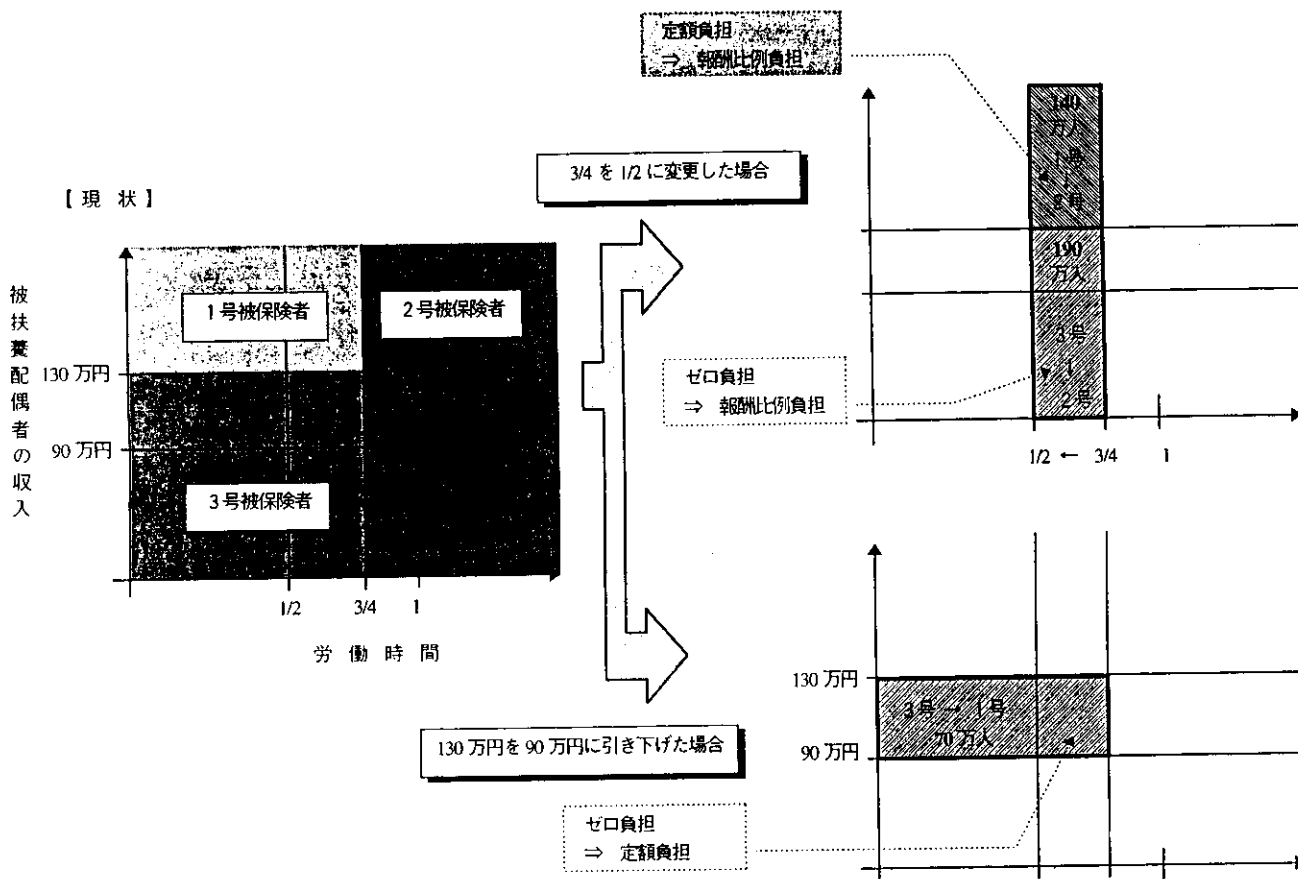 【現状】
被扶養配偶者の収入
130万円
90万円
1号被保険者
2号被保険者
3号被保険者
1/2
3/4
1
労働時間
3/4を1/2に変更した場合
定額負担
⇒ 報酬比例負担
140
万人
1号
↓
2号
190
万人
3号
↓
2号
ゼロ負担
⇒ 報酬比例負担
1/2 ← 3/4
1
130万円を90万円に引き下げた場合
130万円
90万円
3号→1号
70万人
ゼロ負担
⇒ 定額負担